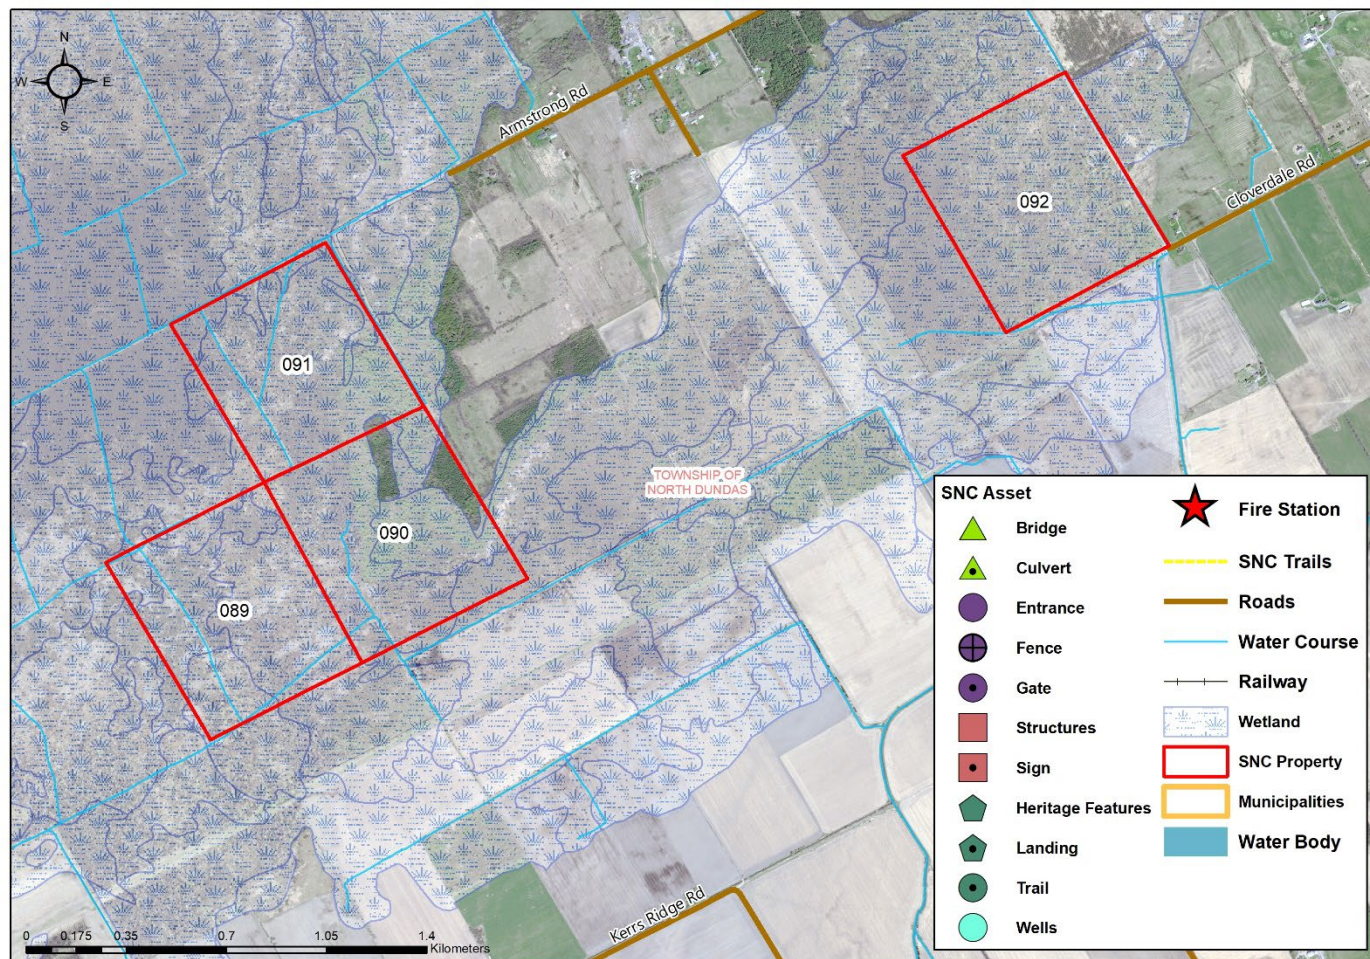 N
W E
S
Armstrong Rd
Cloverdale Rd
092
091
TOWNSHIP OF
NORTH DUNDAS
090
089
Kerrs Ridge Rd
0 0.175 0.35 0.7 1.05 1.4
Kilometers
SNC Asset
Bridge
Culvert
Entrance
Fence
Gate
Structures
Sign
Heritage Features
Landing
Trail
Wells
Fire Station
SNC Trails
Roads
Water Course
Railway
Wetland
SNC Property
Municipalities
Water Body